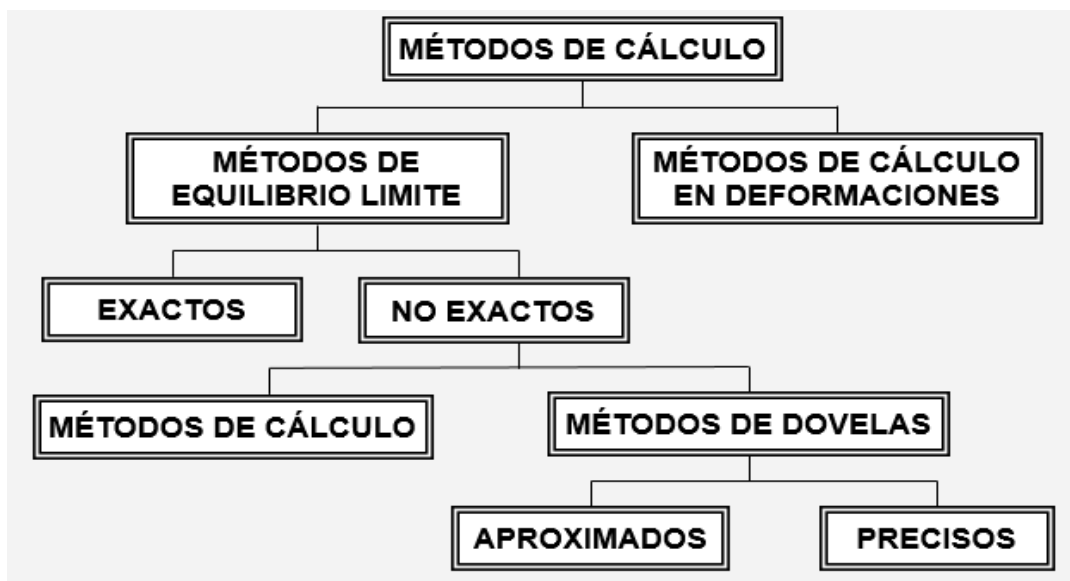 MÉTODOS DE CÁLCULO
MÉTODOS DE
EQUILIBRIO LIMITE
MÉTODOS DE CÁLCULO
EN DEFORMACIONES
EXACTOS
NO EXACTOS
MÉTODOS DE CÁLCULO
MÉTODOS DE DOVELAS
APROXIMADOS
PRECISOS